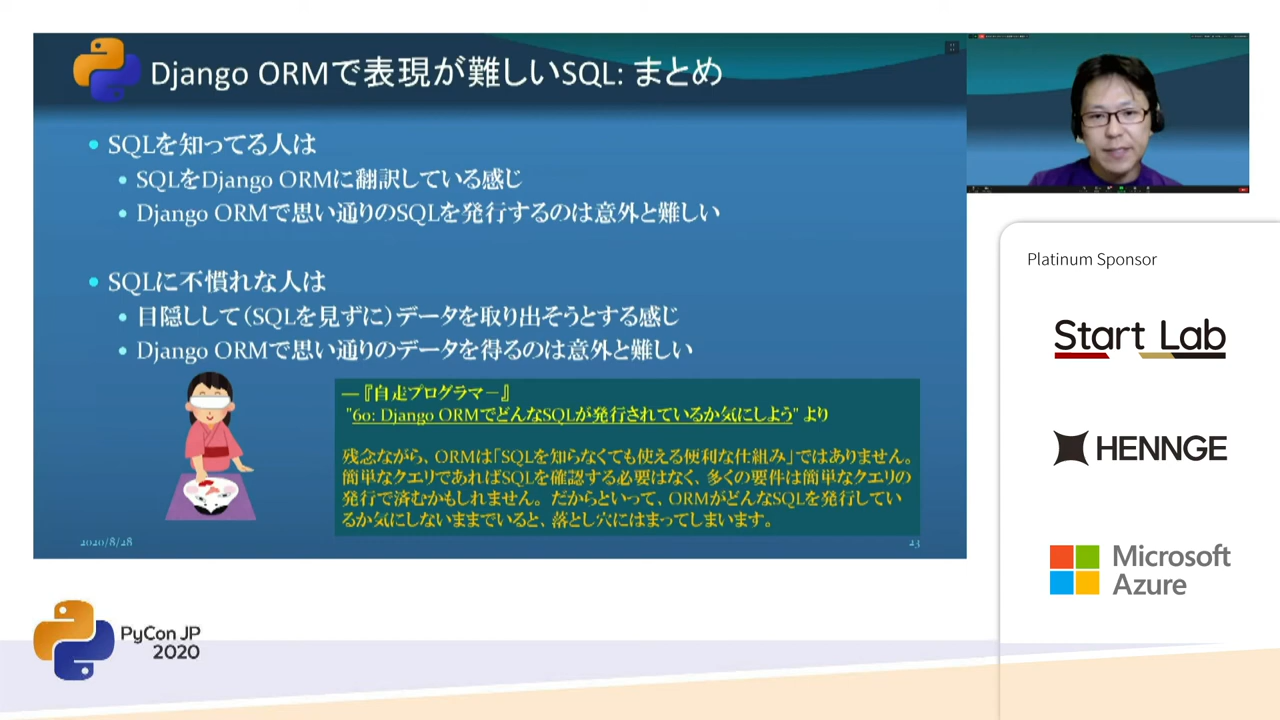 Django ORMで表現が難しいSQL: まとめ
SQLを知ってる人は
SQLをDjango ORMに翻訳している感じ
Django ORMで思い通りのSQLを発行するのは意外と難しい
SQLに不慣れな人は
目隠しして(SQLを見ずに)データを取り出そうとする感じ
Django ORMで思い通りのデータを得るのは意外と難しい
―『自走プログラマー』
"60: Django ORMでどんなSQLが発行されているか気にしよう" より
残念ながら、ORMは「SQLを知らなくても使える便利な仕組み」ではありません。
簡単なクエリであればSQLを確認する必要はなく、多くの要件は簡単なクエリの
発行で済むかもしれません。だからといって、ORMがどんなSQLを発行してい
るか気にしないままでいると、落とし穴にはまってしまいます。
2020/8/28
23
Platinum Sponsor
Start Lab
HENNGE
Microsoft
Azure
PyCon JP
2020